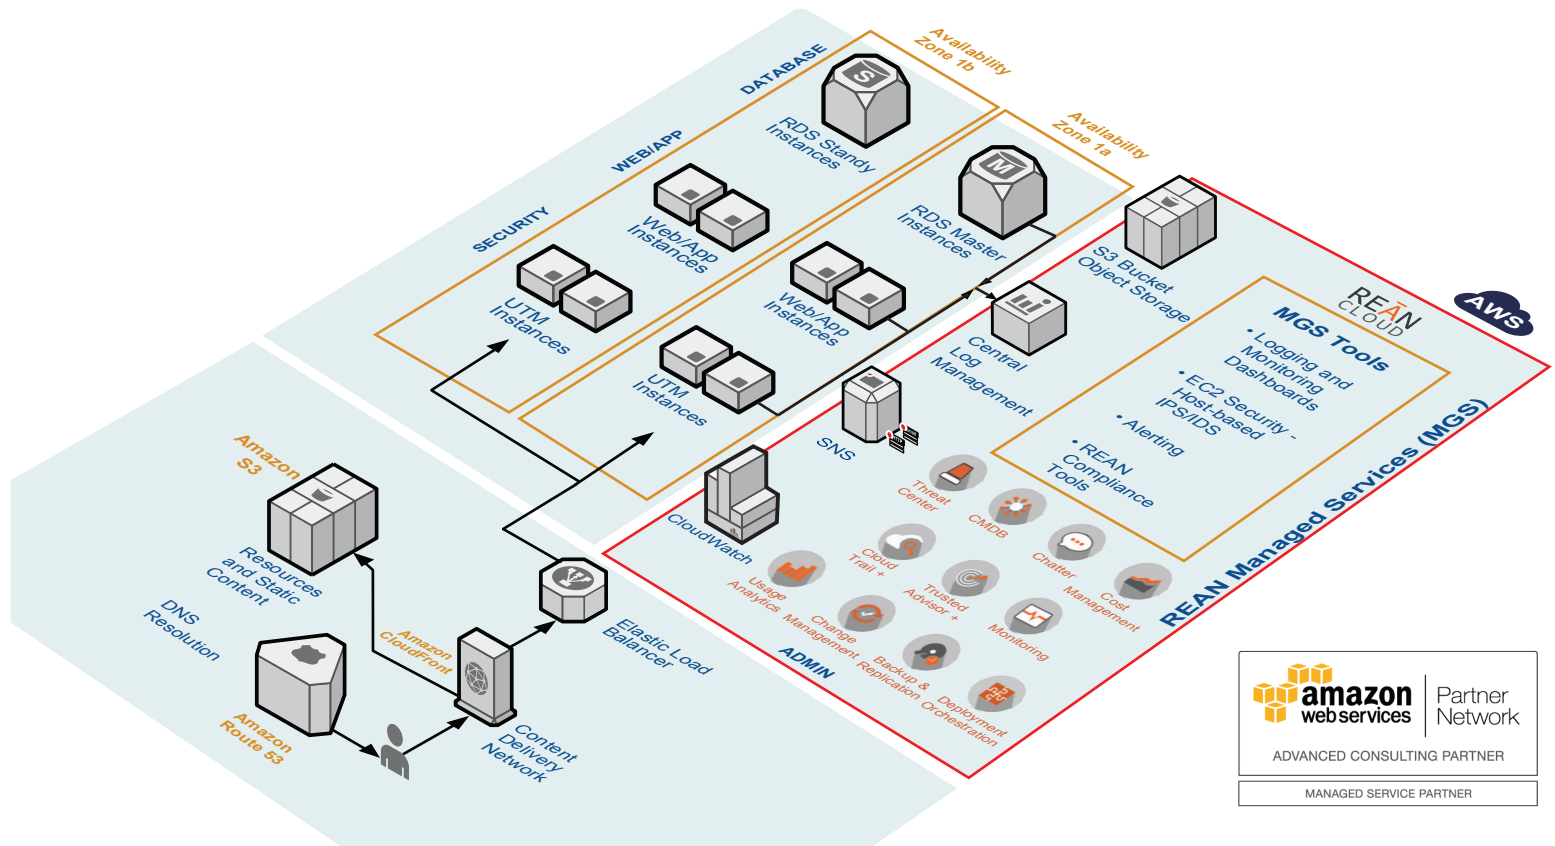 DATABASE
Availability
Zone 1b
RDS Standy
Instances
WEB/APP
Web/App
Instances
SECURITY
UTM
Instances
Availability
Zone 1a
RDS Master
Instances
Web/App
Instances
UTM
Instances
S3 Bucket
Object Storage
Central
Log
Management
SNS
CloudWatch
REAN
CLOUD
AWS
MGS Tools
• Logging and
Monitoring
Dashboards
• EC2 Security -
Host-based
IPS/IDS
• Alerting
• REAN
Compliance
Tools
REAN Managed Services (MGS)
Threat
Center
CMDB
Chatter
Cost
Management
Cloud
Trail +
Trusted
Advisor +
Monitoring
Usage
Analytics
Change
Management
Backup &
Replication
Deployment
Orchestration
ADMIN
Amazon
S3
Resources
and Static
Content
DNS
Resolution
Amazon
Route 53
Amazon
CloudFront
Content
Delivery
Network
Elastic Load
Balancer
S
M
amazon
web services
Partner
Network
ADVANCED CONSULTING PARTNER
MANAGED SERVICE PARTNER